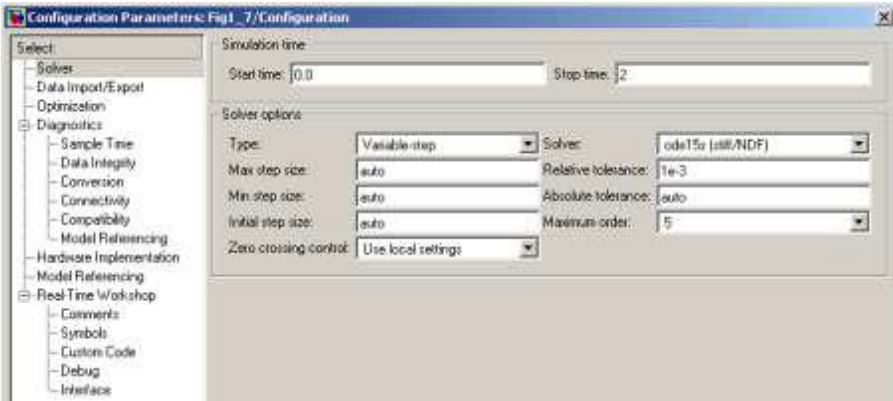 Configuration Parameters: Fig1_7/Configuration
Select:
Solver
Data Import/Export
Optimization
Diagnostics
Sample Time
Data Integrity
Conversion
Connectivity
Compatibility
Model Referencing
Hardware Implementation
Model Referencing
Real-Time Workshop
Comments
Symbols
Custom Code
Debug
Interface
Simulation time
Start time: 0.0 Stop time: 2
Solver options
Type: Variable-step Solver: ode15s (stiff/NDF)
Max step size: auto Relative tolerance: 1e-3
Min step size: auto Absolute tolerance: auto
Initial step size: auto Maximum order: 5
Zero crossing control: Use local settings